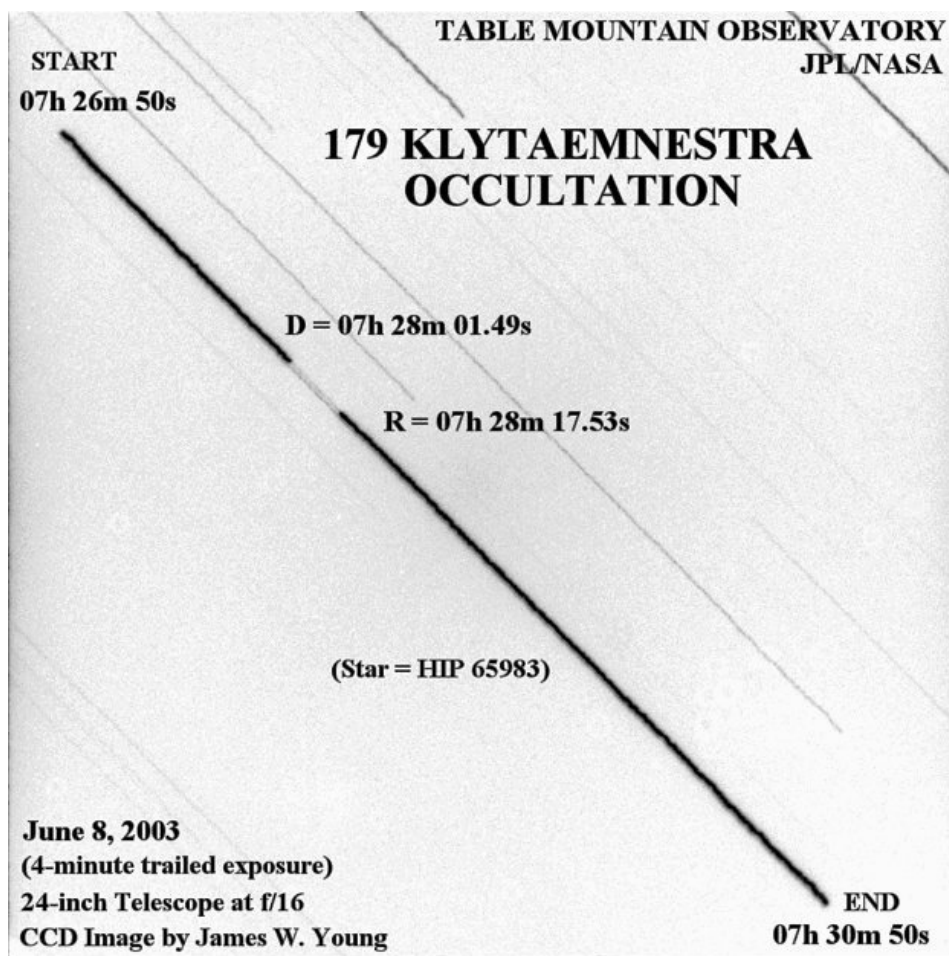 TABLE MOUNTAIN OBSERVATORY
JPL/NASA
START
07h 26m 50s
179 KLYTAEMNESTRA
OCCULTATION
D = 07h 28m 01.49s
R = 07h 28m 17.53s
(Star = HIP 65983)
June 8, 2003
(4-minute trailed exposure)
24-inch Telescope at f/16
CCD Image by James W. Young
END
07h 30m 50s